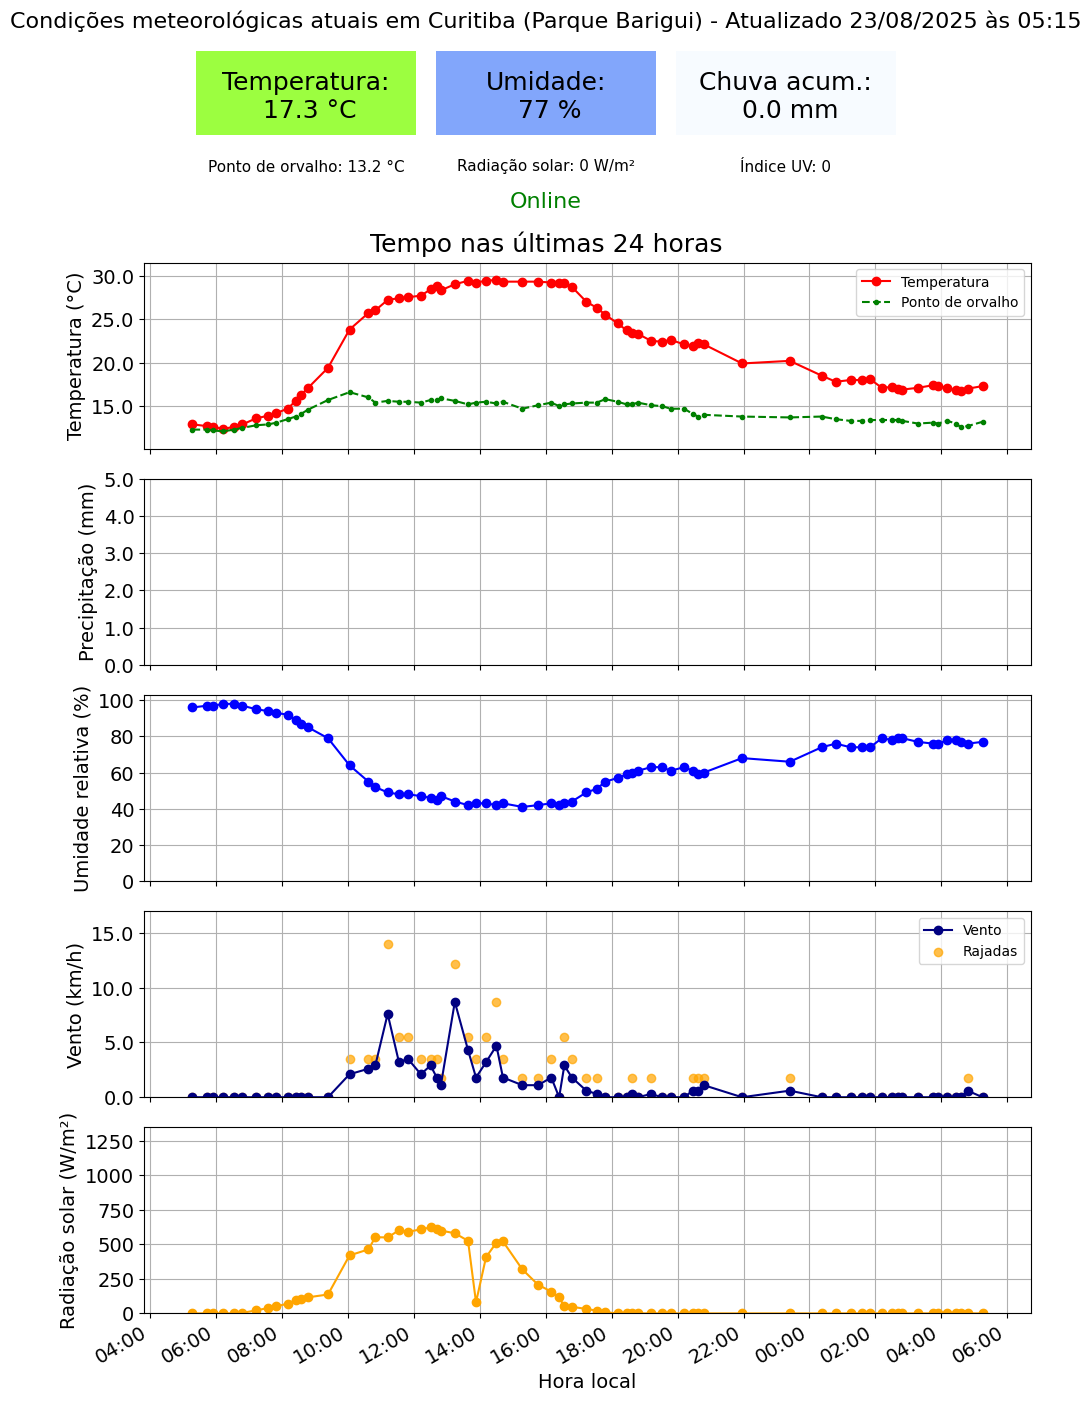 Condições meteorológicas atuais em Curitiba (Parque Barigui) - Atualizado 23/08/2025 às 05:15
Temperatura:
17.3 °C
Umidade:
77 %
Chuva acum.:
0.0 mm
Ponto de orvalho: 13.2 °C
Radiação solar: 0 W/m²
Índice UV: 0
Online
Tempo nas últimas 24 horas
Temperatura (°C)
30.0
25.0
20.0
15.0
Temperatura
Ponto de orvalho
Precipitação (mm)
5.0
4.0
3.0
2.0
1.0
0.0
Umidade relativa (%)
100
80
60
40
20
0
Vento (km/h)
15.0
10.0
5.0
0.0
Vento
Rajadas
Radiação solar (W/m²)
1250
1000
750
500
250
0
04:00
06:00
08:00
10:00
12:00
14:00
16:00
18:00
20:00
22:00
00:00
02:00
04:00
06:00
Hora local